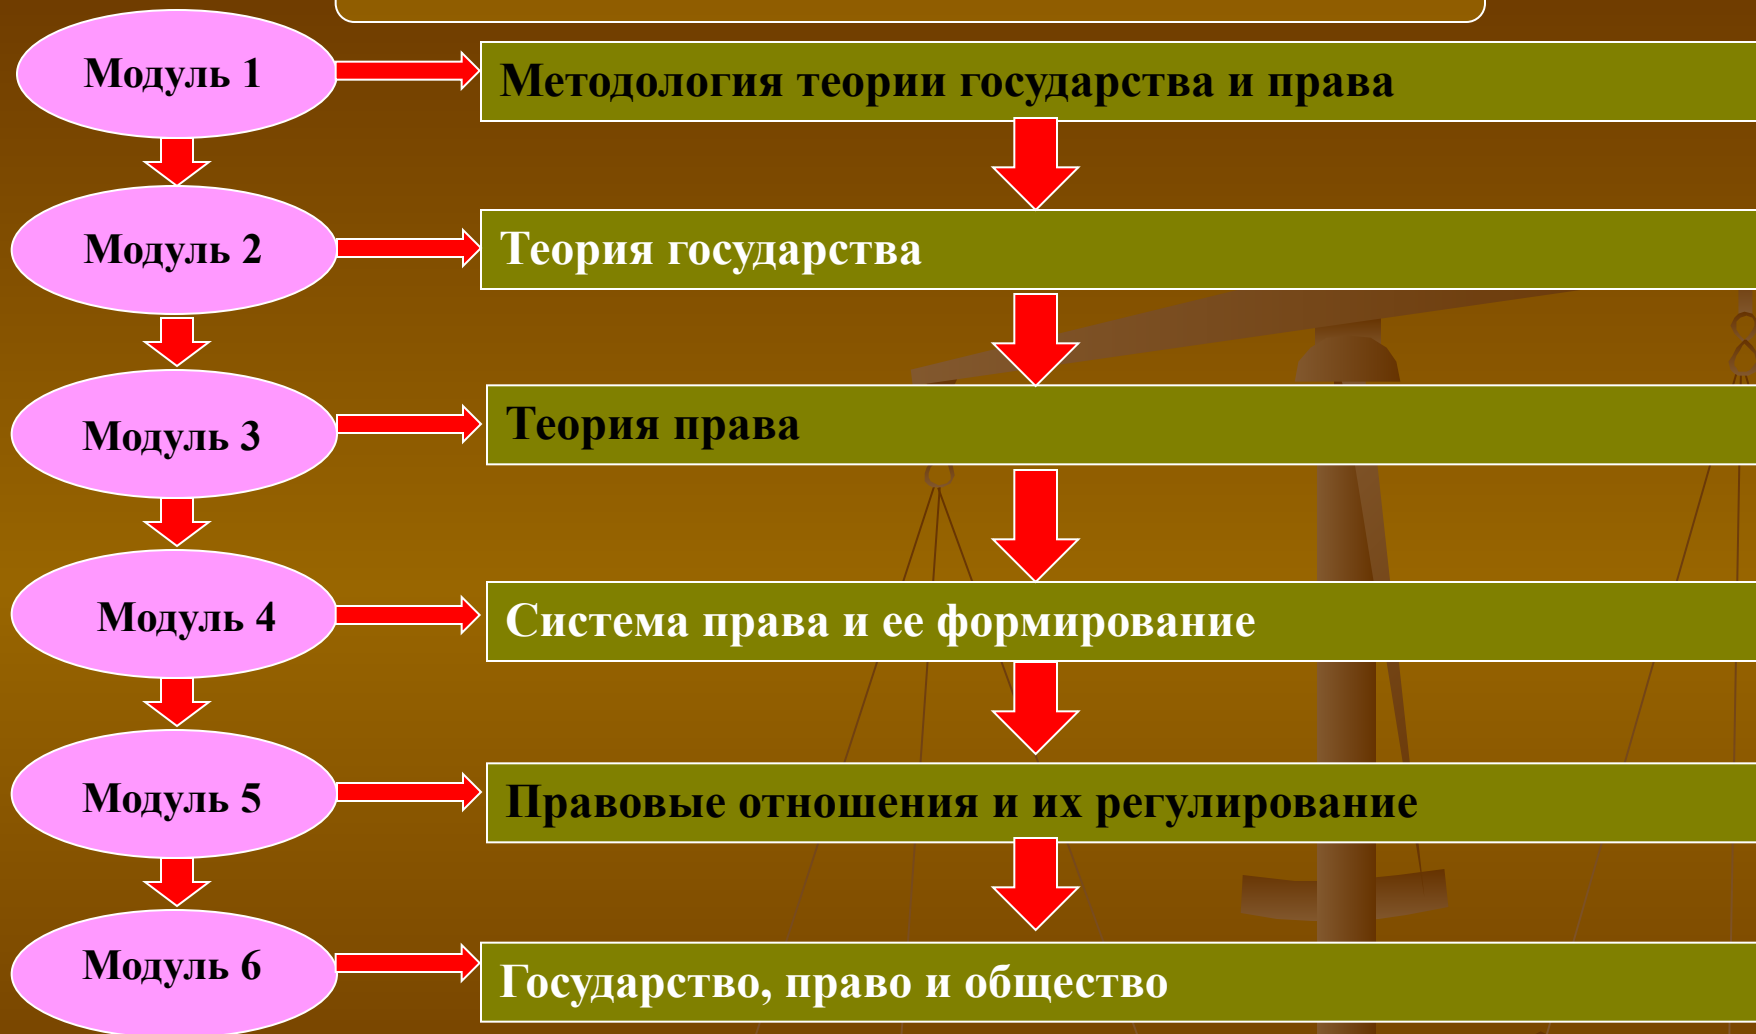 Модуль 1
Методология теории государства и права
Модуль 2
Теория государства
Модуль 3
Теория права
Модуль 4
Система права и ее формирование
Модуль 5
Правовые отношения и их регулирование
Модуль 6
Государство, право и общество